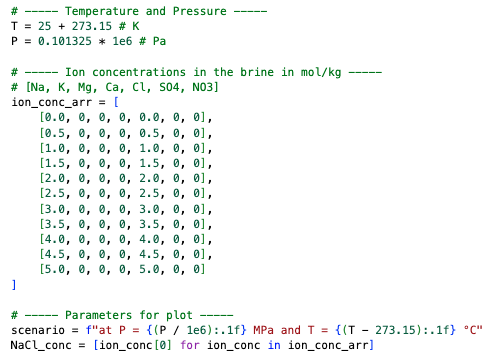 # ----- Temperature and Pressure -----
T = 25 + 273.15 # K
P = 0.101325 * 1e6 # Pa
# ----- Ion concentrations in the brine in mol/kg -----
# [Na, K, Mg, Ca, Cl, SO4, NO3]
ion_conc_arr = [
[0.0, 0, 0, 0, 0.0, 0, 0],
[0.5, 0, 0, 0, 0.5, 0, 0],
[1.0, 0, 0, 0, 1.0, 0, 0],
[1.5, 0, 0, 0, 1.5, 0, 0],
[2.0, 0, 0, 0, 2.0, 0, 0],
[2.5, 0, 0, 0, 2.5, 0, 0],
[3.0, 0, 0, 0, 3.0, 0, 0],
[3.5, 0, 0, 0, 3.5, 0, 0],
[4.0, 0, 0, 0, 4.0, 0, 0],
[4.5, 0, 0, 0, 4.5, 0, 0],
[5.0, 0, 0, 0, 5.0, 0, 0]
]
# ----- Parameters for plot -----
scenario = f"at P = {(P / 1e6):.1f} MPa and T = {(T - 273.15):.1f} °C"
NaCl_conc = [ion_conc[0] for ion_conc in ion_conc_arr]